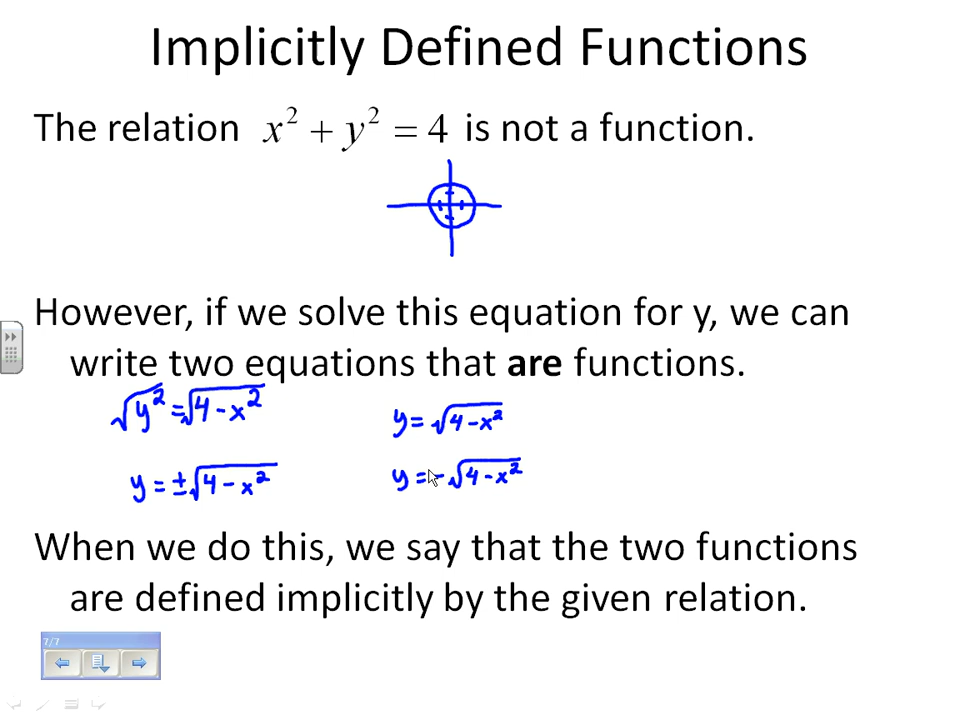 Implicitly Defined Functions
The relation x² + y² = 4 is not a function.
However, if we solve this equation for y, we can
write two equations that are functions.
√y² = √4 - x²
y = √4 - x²
y = ±√4 - x²
y = -√4 - x²
When we do this, we say that the two functions
are defined implicitly by the given relation.
7/7